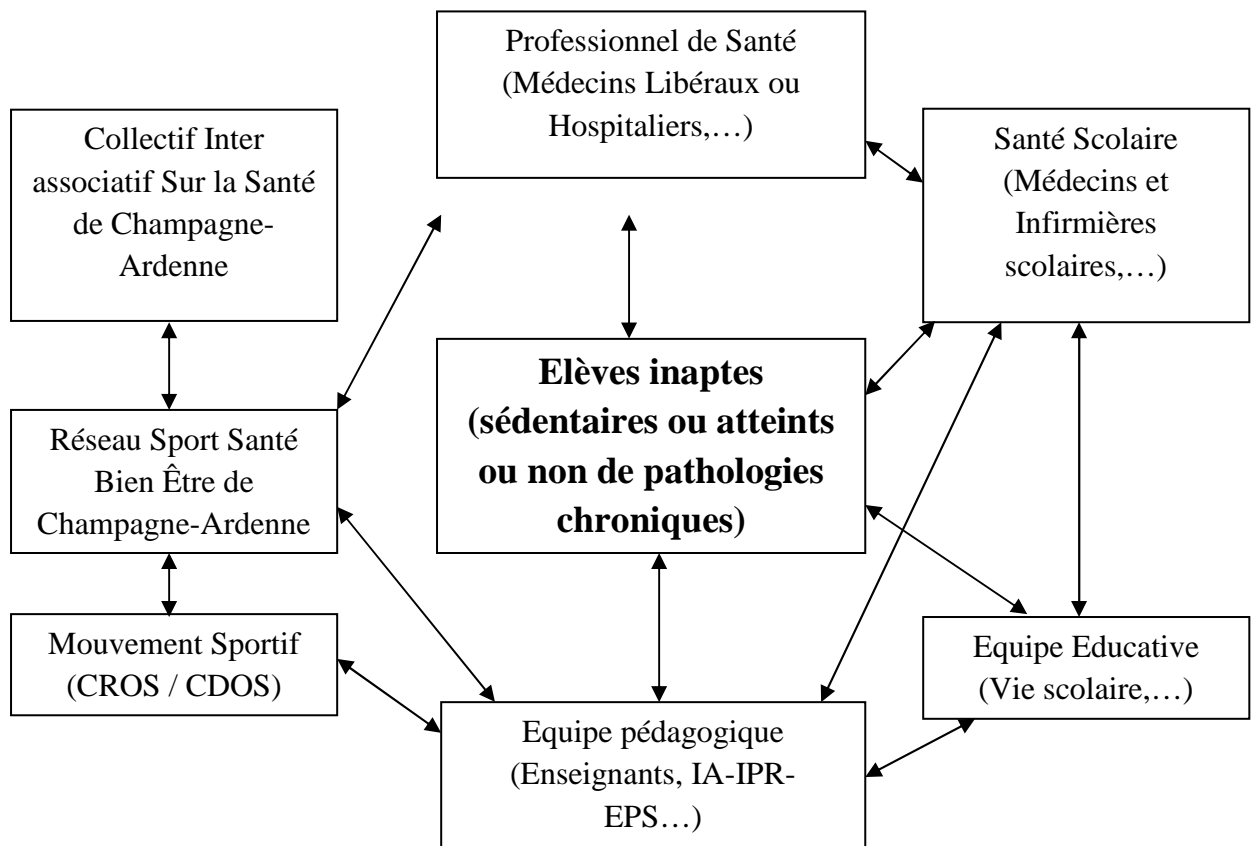 Professionnel de Santé
(Médecins Libéraux ou
Hospitaliers,…)
Collectif Inter
associatif Sur la Santé
de Champagne-
Ardenne
Santé Scolaire
(Médecins et
Infirmières
scolaires,…)
Elèves inaptes
(sédentaires ou atteints
ou non de pathologies
chroniques)
Réseau Sport Santé
Bien Être de
Champagne-Ardenne
Mouvement Sportif
(CROS / CDOS)
Equipe Educative
(Vie scolaire,…)
Equipe pédagogique
(Enseignants, IA-IPR-
EPS…)